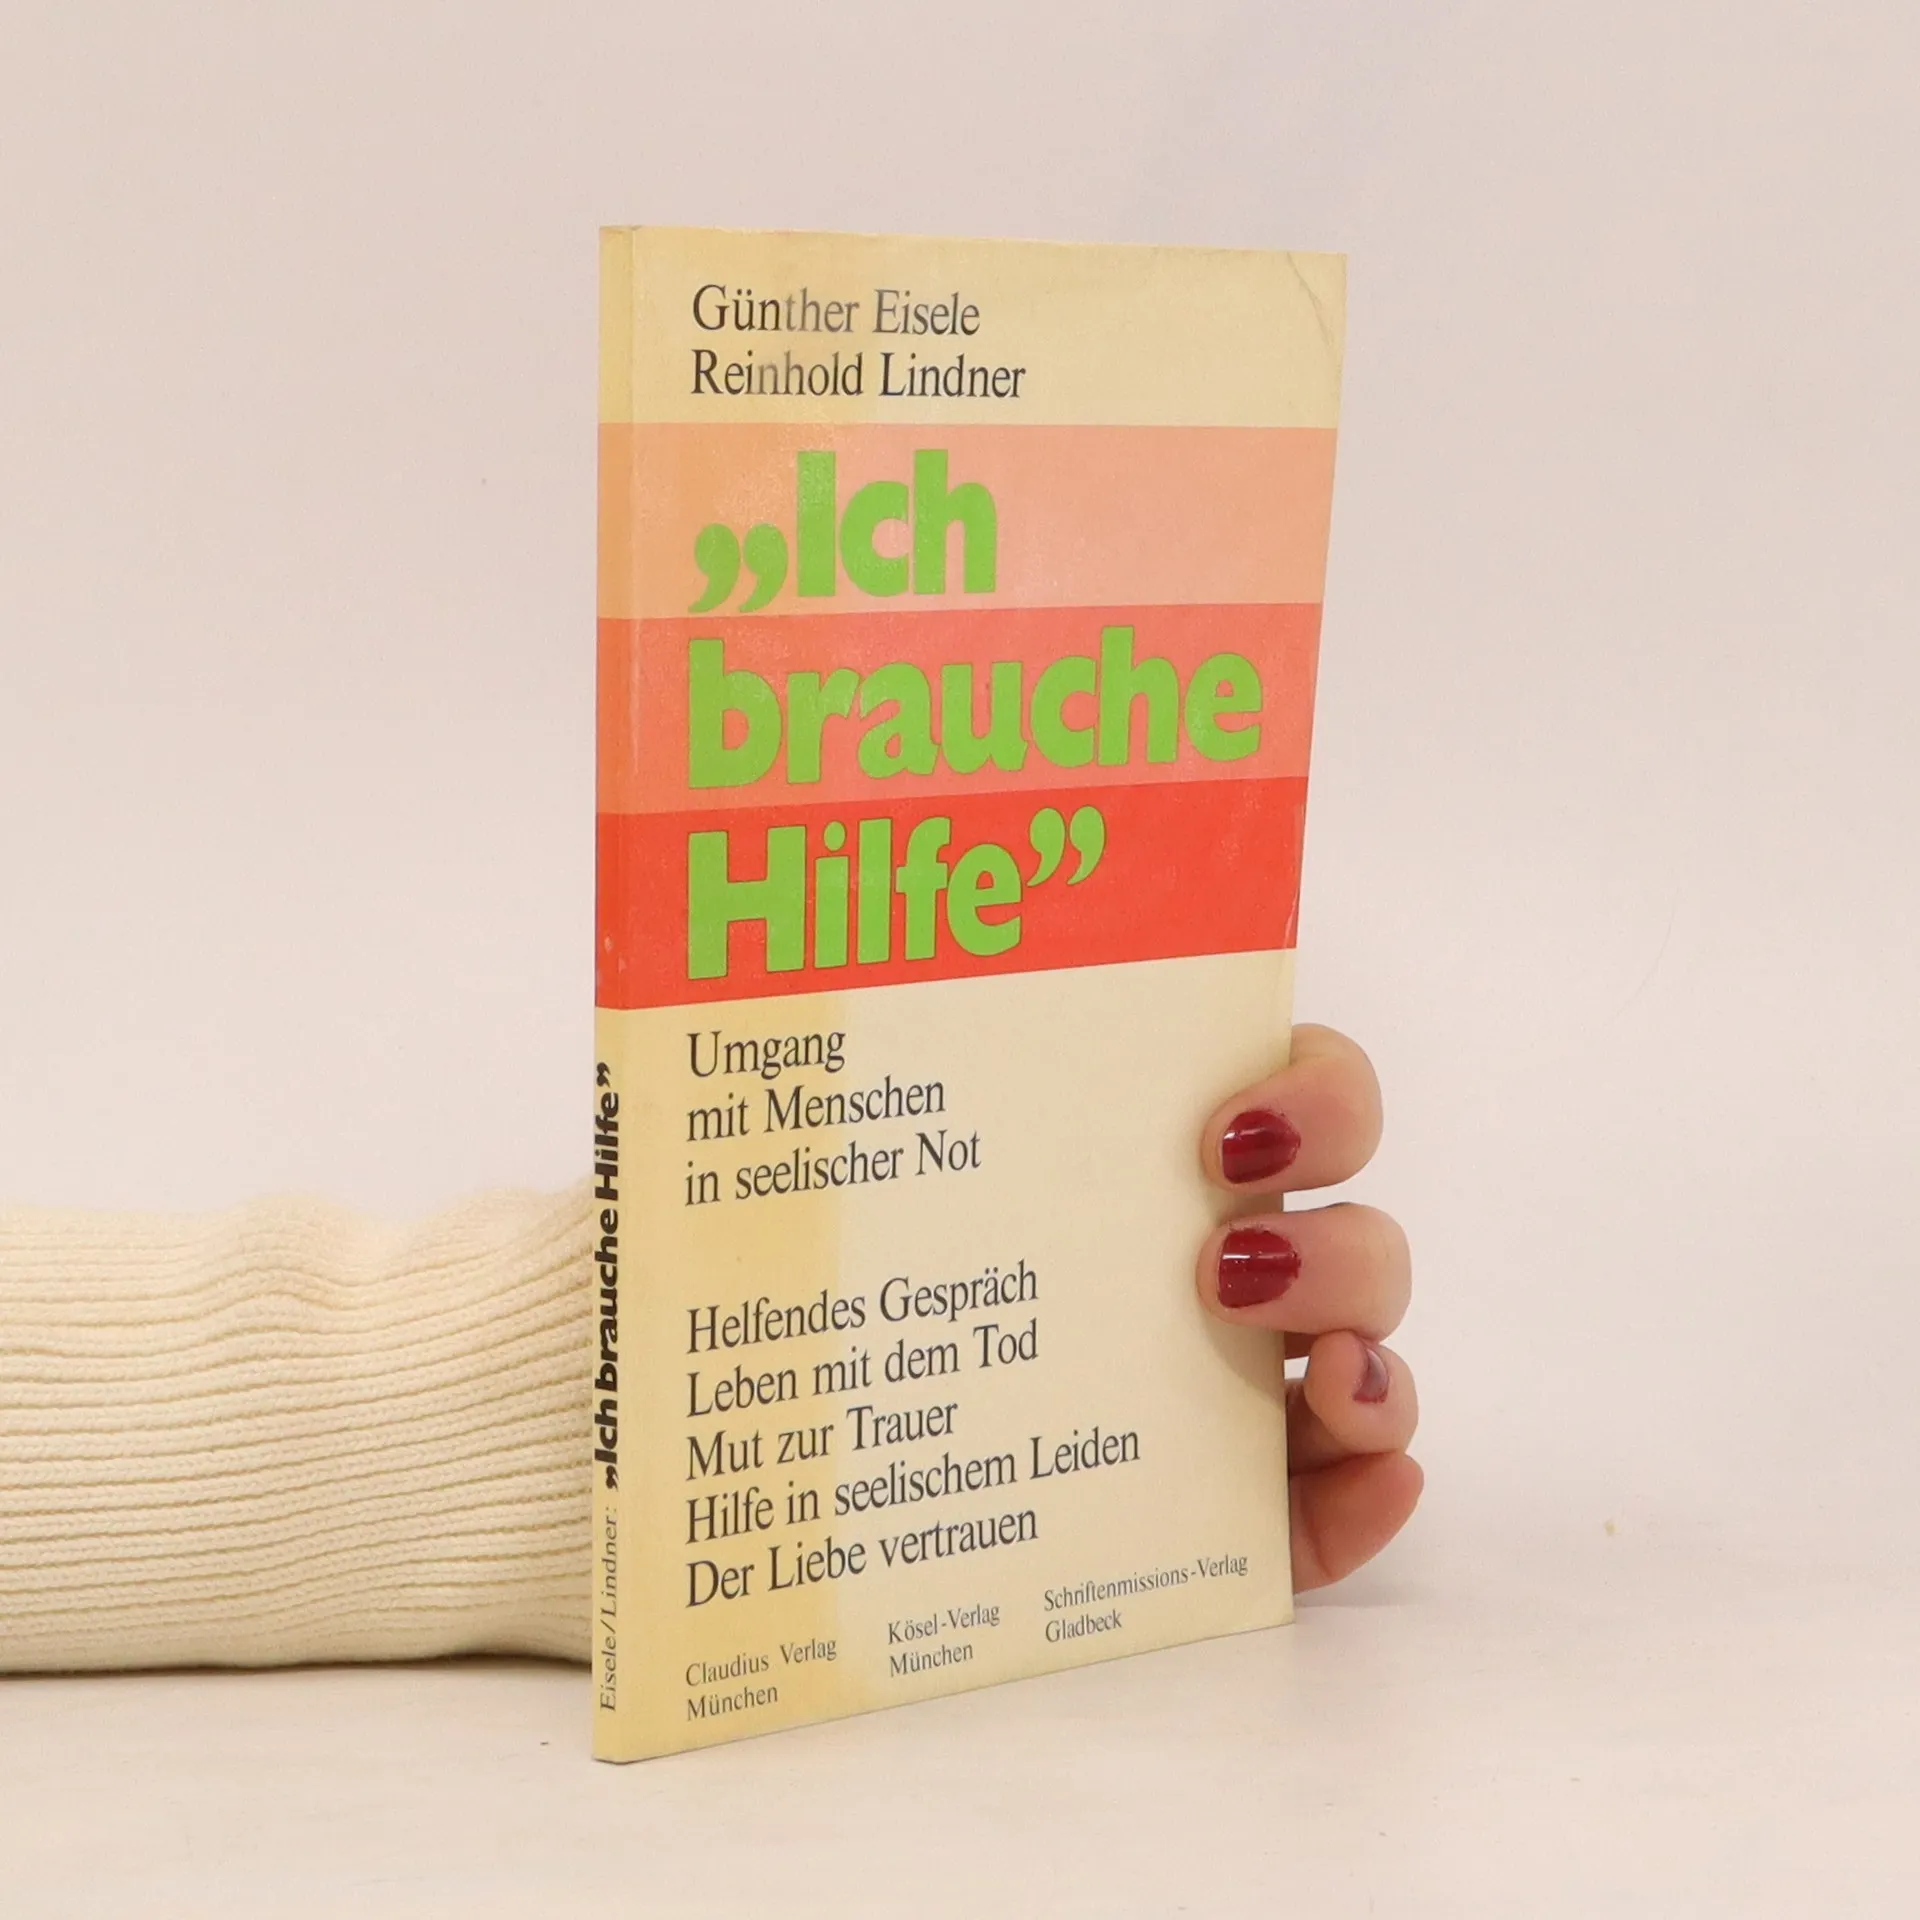 Günther Eisele
Reinhold Lindner
„Ich
brauche
Hilfe”
Umgang
mit Menschen
in seelischer Not
Helfendes Gespräch
Leben mit dem Tod
Mut zur Trauer
Hilfe in seelischem Leiden
Der Liebe vertrauen
Claudius Verlag
München
Kösel-Verlag
München
Schriftenmissions-Verlag
Gladbeck
Eisele/Lindner: „Ich brauche Hilfe”